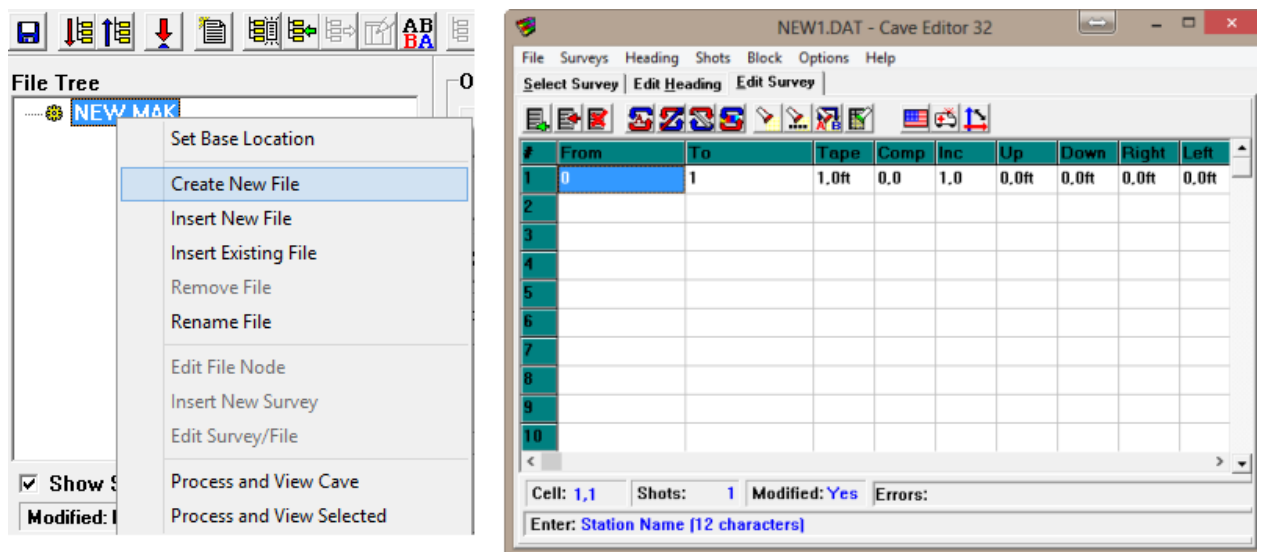 AB
BA
File Tree
O
NEW.MAK
Set Base Location
Create New File
Insert New File
Insert Existing File
Remove File
Rename File
Edit File Node
Insert New Survey
Edit Survey/File
Process and View Cave
Process and View Selected
Show S
Modified:
NEW1.DAT - Cave Editor 32
File Surveys Heading Shots Block Options Help
Select Survey Edit Heading Edit Survey
# From To Tape Comp Inc Up Down Right Left
1 0 1 1.0ft 0.0 1.0 0.0ft 0.0ft 0.0ft 0.0ft
2
3
4
5
6
7
8
9
10
Cell: 1,1 Shots: 1 Modified: Yes Errors:
Enter: Station Name (12 characters)